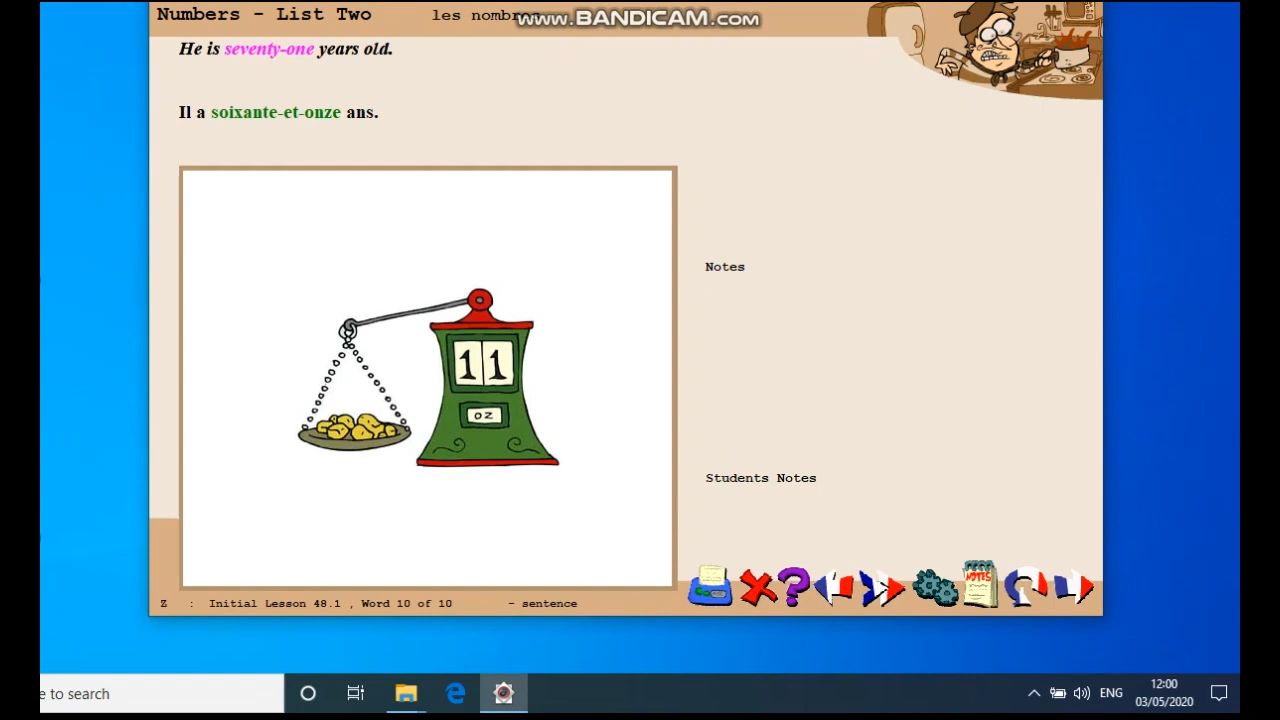 Numbers - List Two les nombres
www.BANDICAM.com
He is seventy-one years old.
Il a soixante-et-onze ans.
11
oz
Notes
Students Notes
NOTES
Z : Initial Lesson 48.1 , Word 10 of 10 - sentence
e to search
ENG
12:00
03/05/2020